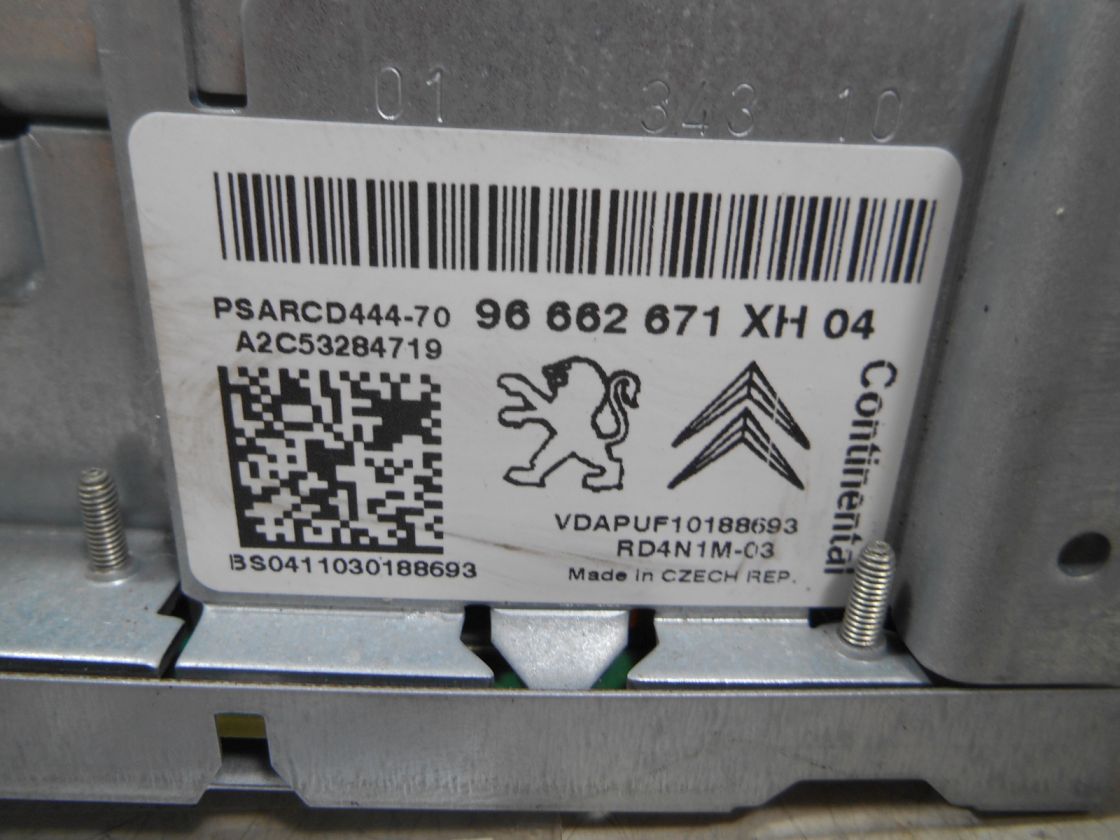 01 343 10
PSARCD444-70 96 662 671 XH 04
A2C53284719
Continental
VDAPUF10188693
RD4N1M-03
BS0411030188693
Made in CZECH REP.